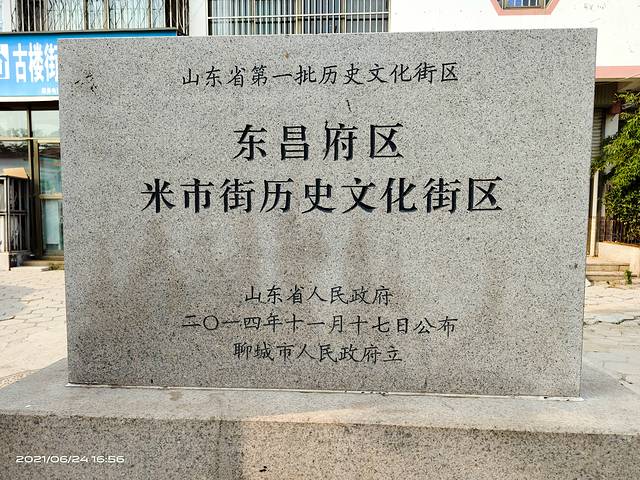 古楼街
山东省第一批历史文化街区
东昌府区
米市街历史文化街区
山东省人民政府
二〇一四年十一月十七日公布
聊城市人民政府立
2021/06/24 16:56